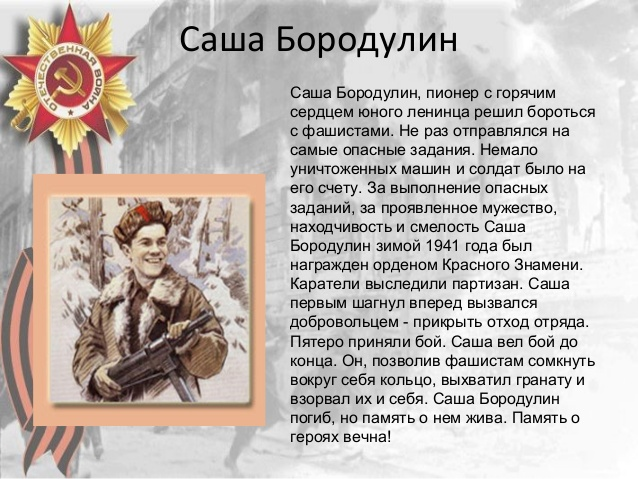 Саша Бородулин
ОТЕЧЕСТВЕННАЯ ВОЙНА
Саша Бородулин, пионер с горячим
сердцем юного ленинца решил бороться
с фашистами. Не раз отправлялся на
самые опасные задания. Немало
уничтоженных машин и солдат было на
его счету. За выполнение опасных
заданий, за проявленное мужество,
находчивость и смелость Саша
Бородулин зимой 1941 года был
награжден орденом Красного Знамени.
Каратели выследили партизан. Саша
первым шагнул вперед вызвался
добровольцем - прикрыть отход отряда.
Пятеро приняли бой. Саша вел бой до
конца. Он, позволив фашистам сомкнуть
вокруг себя кольцо, выхватил гранату и
взорвал их и себя. Саша Бородулин
погиб, но память о нем жива. Память о
героях вечна!